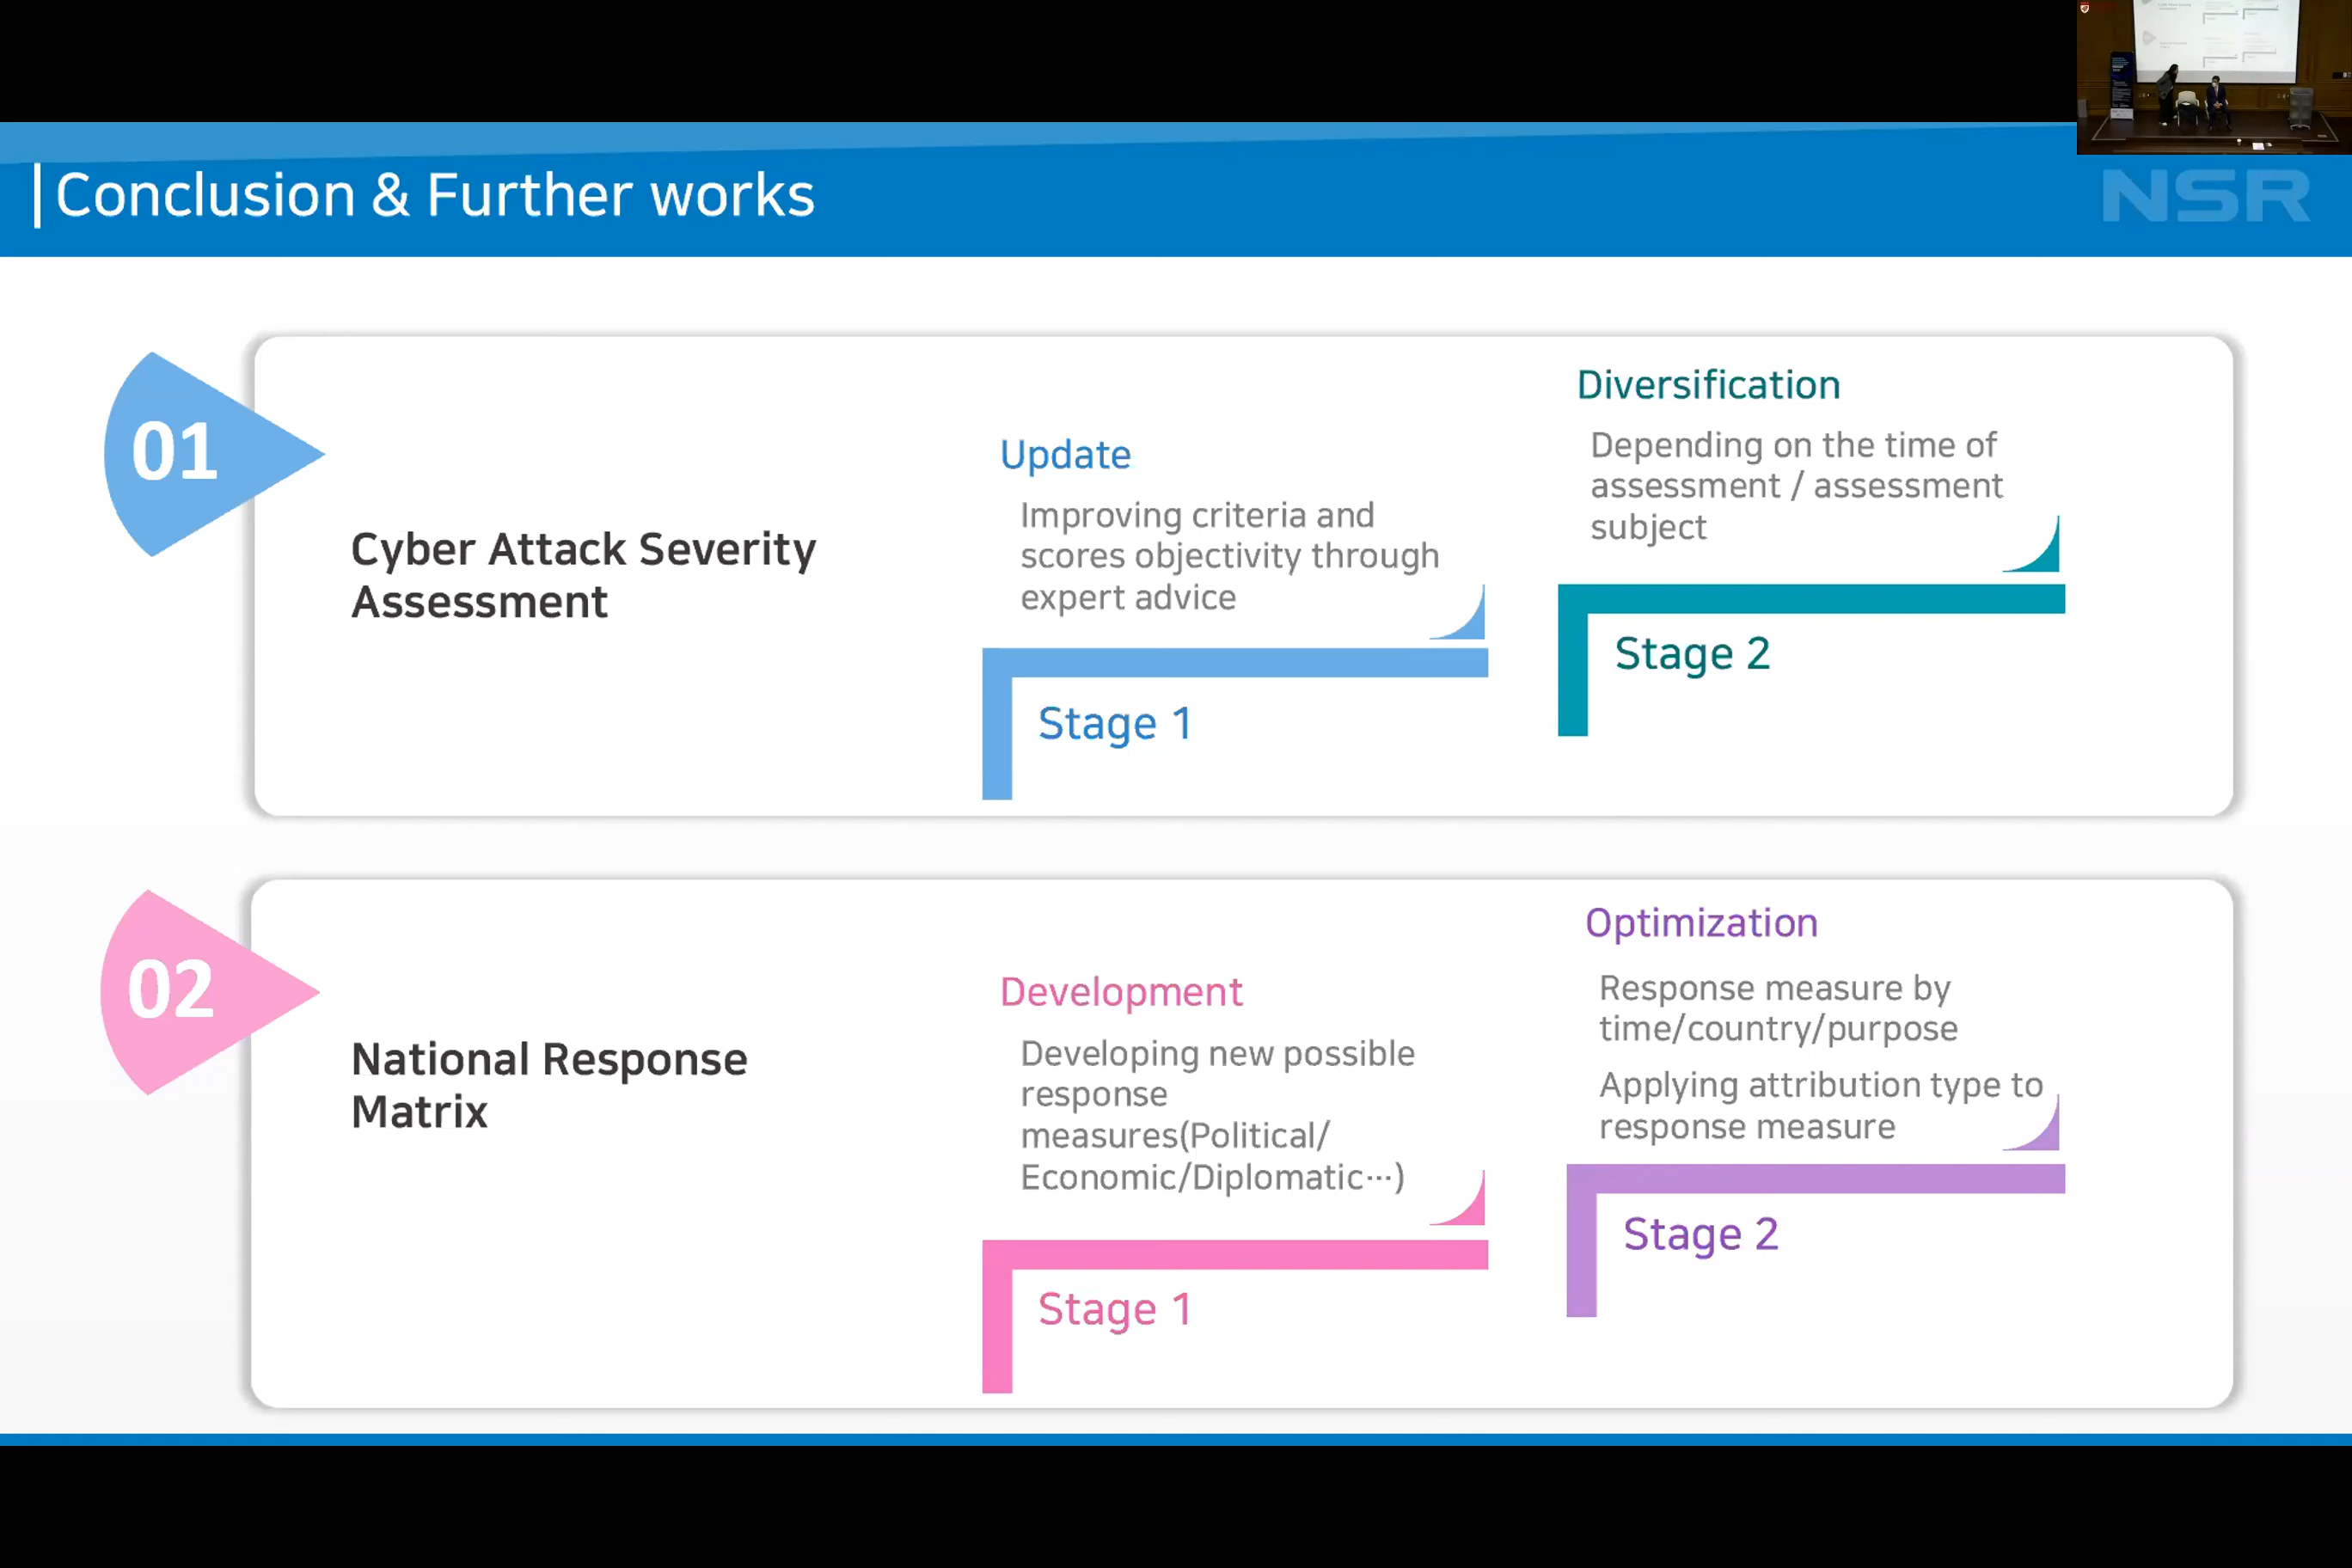 Conclusion & Further works
NSR
01
Cyber Attack Severity
Assessment
Update
Improving criteria and
scores objectivity through
expert advice
Stage 1
Diversification
Depending on the time of
assessment / assessment
subject
Stage 2
02
National Response
Matrix
Development
Developing new possible
response
measures(Political/
Economic/Diplomatic···)
Stage 1
Optimization
Response measure by
time/country/purpose
Applying attribution type to
response measure
Stage 2